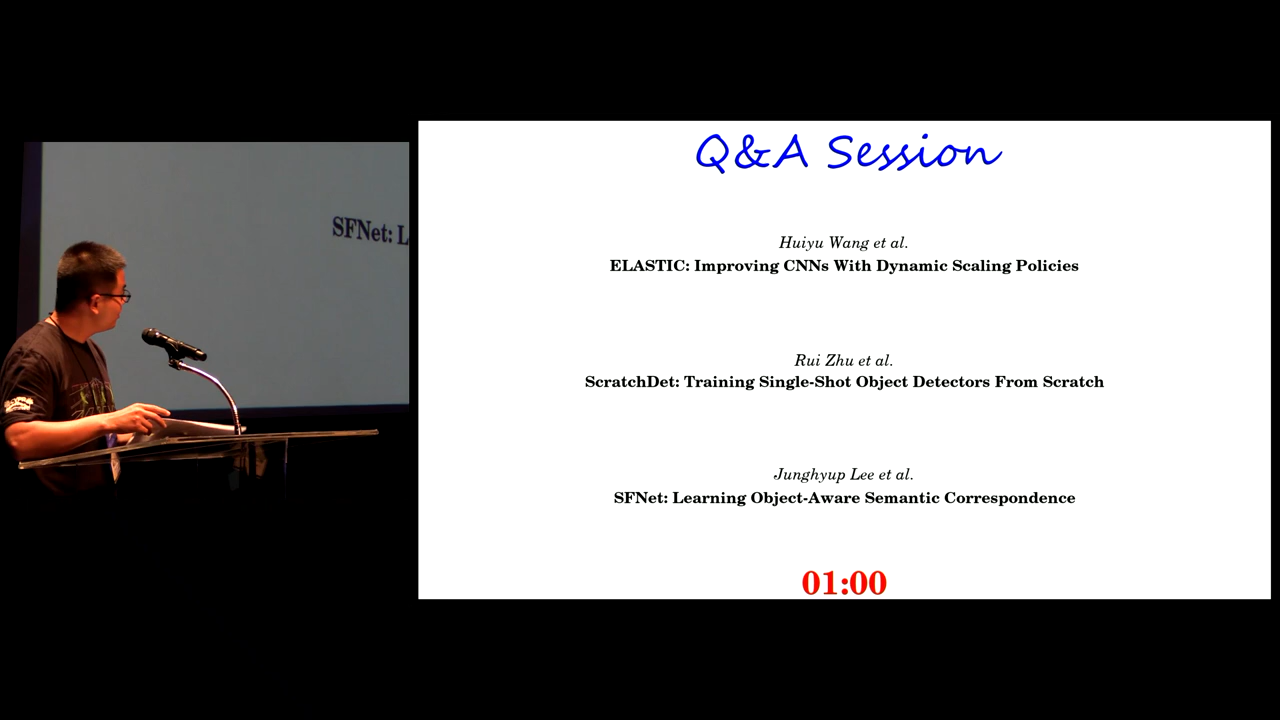 SFNet: L
Q&A Session
Huiyu Wang et al.
ELASTIC: Improving CNNs With Dynamic Scaling Policies
Rui Zhu et al.
ScratchDet: Training Single-Shot Object Detectors From Scratch
Junghyup Lee et al.
SFNet: Learning Object-Aware Semantic Correspondence
01:00